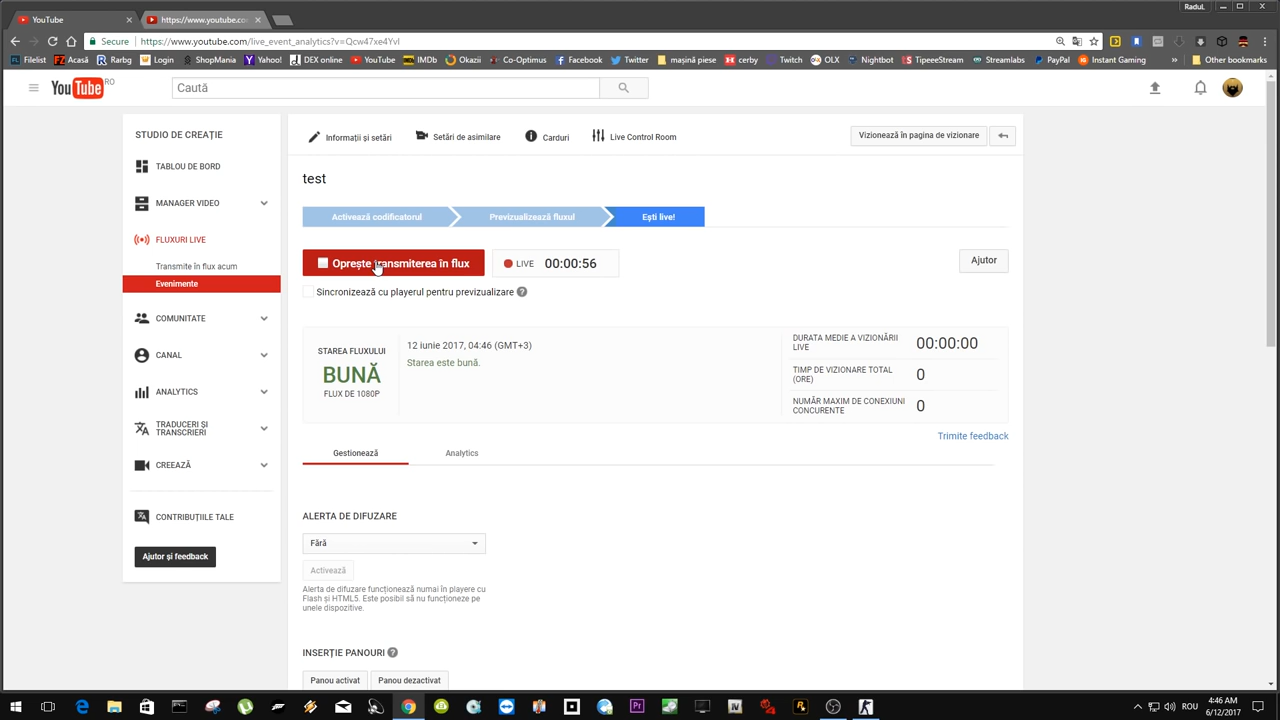 RaduL
YouTube
https://www.youtube.co
Secure
https://www.youtube.com/live_event_analytics?v=Qcw47xe4YvI
Filelist
Acasă
Rarbg
Login
ShopMania
Yahoo!
DEX online
YouTube
IMDb
Okazii
Co-Optimus
Facebook
Twitter
mașină piese
cerby
Twitch
OLX
Nightbot
TipeeeStream
Streamlabs
PayPal
Instant Gaming
»
Other bookmarks
YouTube RO
Caută
STUDIO DE CREAȚIE
TABLOU DE BORD
MANAGER VIDEO
FLUXURI LIVE
Transmite în flux acum
Evenimente
COMUNITATE
CANAL
ANALYTICS
TRADUCERI ȘI
TRANSCRIERI
CREEAZĂ
CONTRIBUȚIILE TALE
Ajutor și feedback
Informații și setări
Setări de asimilare
Carduri
Live Control Room
Vizionează în pagina de vizionare
test
Activează codificatorul
Previzualizează fluxul
Ești live!
Oprește transmiterea în flux
LIVE 00:00:56
Ajutor
Sincronizează cu playerul pentru previzualizare ?
STAREA FLUXULUI
BUNĂ
FLUX DE 1080P
12 iunie 2017, 04:46 (GMT+3)
Starea este bună.
DURATA MEDIE A VIZIONĂRII
LIVE
00:00:00
TIMP DE VIZIONARE TOTAL
(ORE)
0
NUMĂR MAXIM DE CONEXIUNI
CONCURENTE
0
Trimite feedback
Gestionează
Analytics
ALERTA DE DIFUZARE
Fără
Activează
Alerta de difuzare funcționează numai în playere cu
Flash și HTML5. Este posibil să nu funcționeze pe
unele dispozitive.
INSERȚIE PANOURI ?
Panou activat
Panou dezactivat
ROU
4:46 AM
6/12/2017